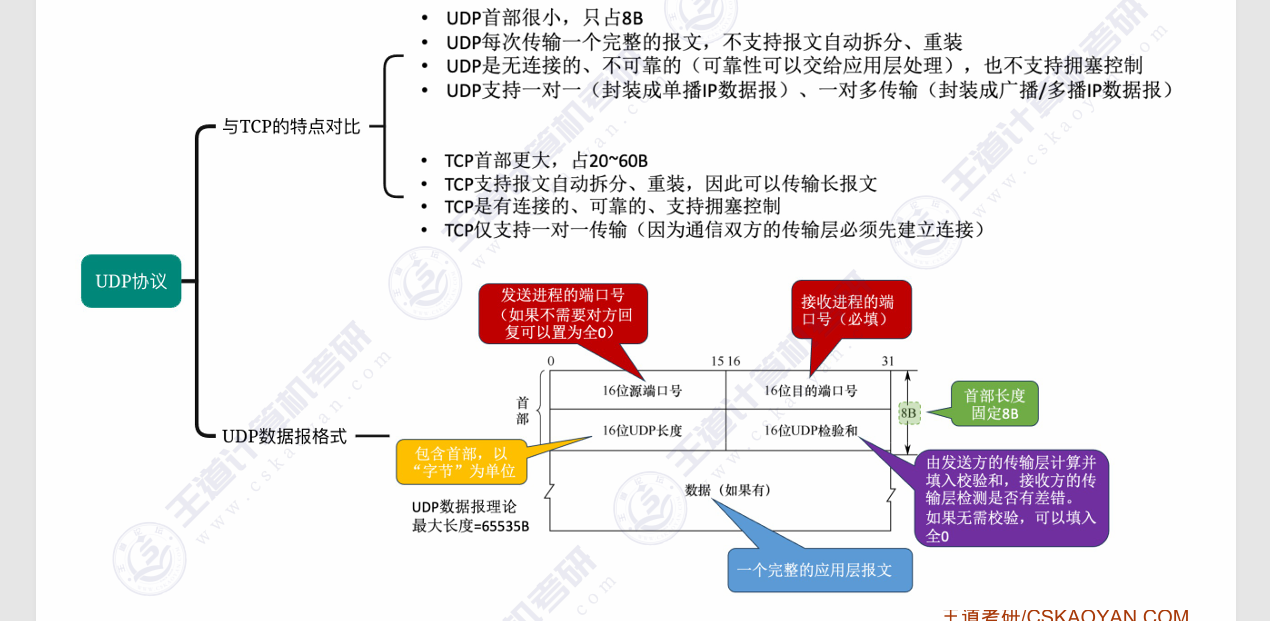 • UDP首部很小，只占8B
• UDP每次传输一个完整的报文，不支持报文自动拆分、重装
• UDP是无连接的、不可靠的（可靠性可以交给应用层处理），也不支持拥塞控制
• UDP支持一对一（封装成单播IP数据报）、一对多传输（封装成广播/多播IP数据报）
与TCP的特点对比
• TCP首部更大，占20~60B
• TCP支持报文自动拆分、重装，因此可以传输长报文
• TCP是有连接的、可靠的、支持拥塞控制
• TCP仅支持一对一传输（因为通信双方的传输层必须先建立连接）
UDP协议
发送进程的端口号
（如果不需要对方回
复可以置为全0）
接收进程的端
口号（必填）
0 15 16 31
16位源端口号 16位目的端口号
首部
8B
首部长度
固定8B
16位UDP长度 16位UDP检验和
UDP数据报格式
包含首部，以
“字节”为单位
由发送方的传输层计算并
填入校验和，接收方的传
输层检测是否有差错。
如果无需校验，可以填入
全0
数据（如果有）
UDP数据报理论
最大长度=65535B
一个完整的应用层报文
王道考研/CSKAOYAN.COM
王道计算机考研
www.cskaoyan.com